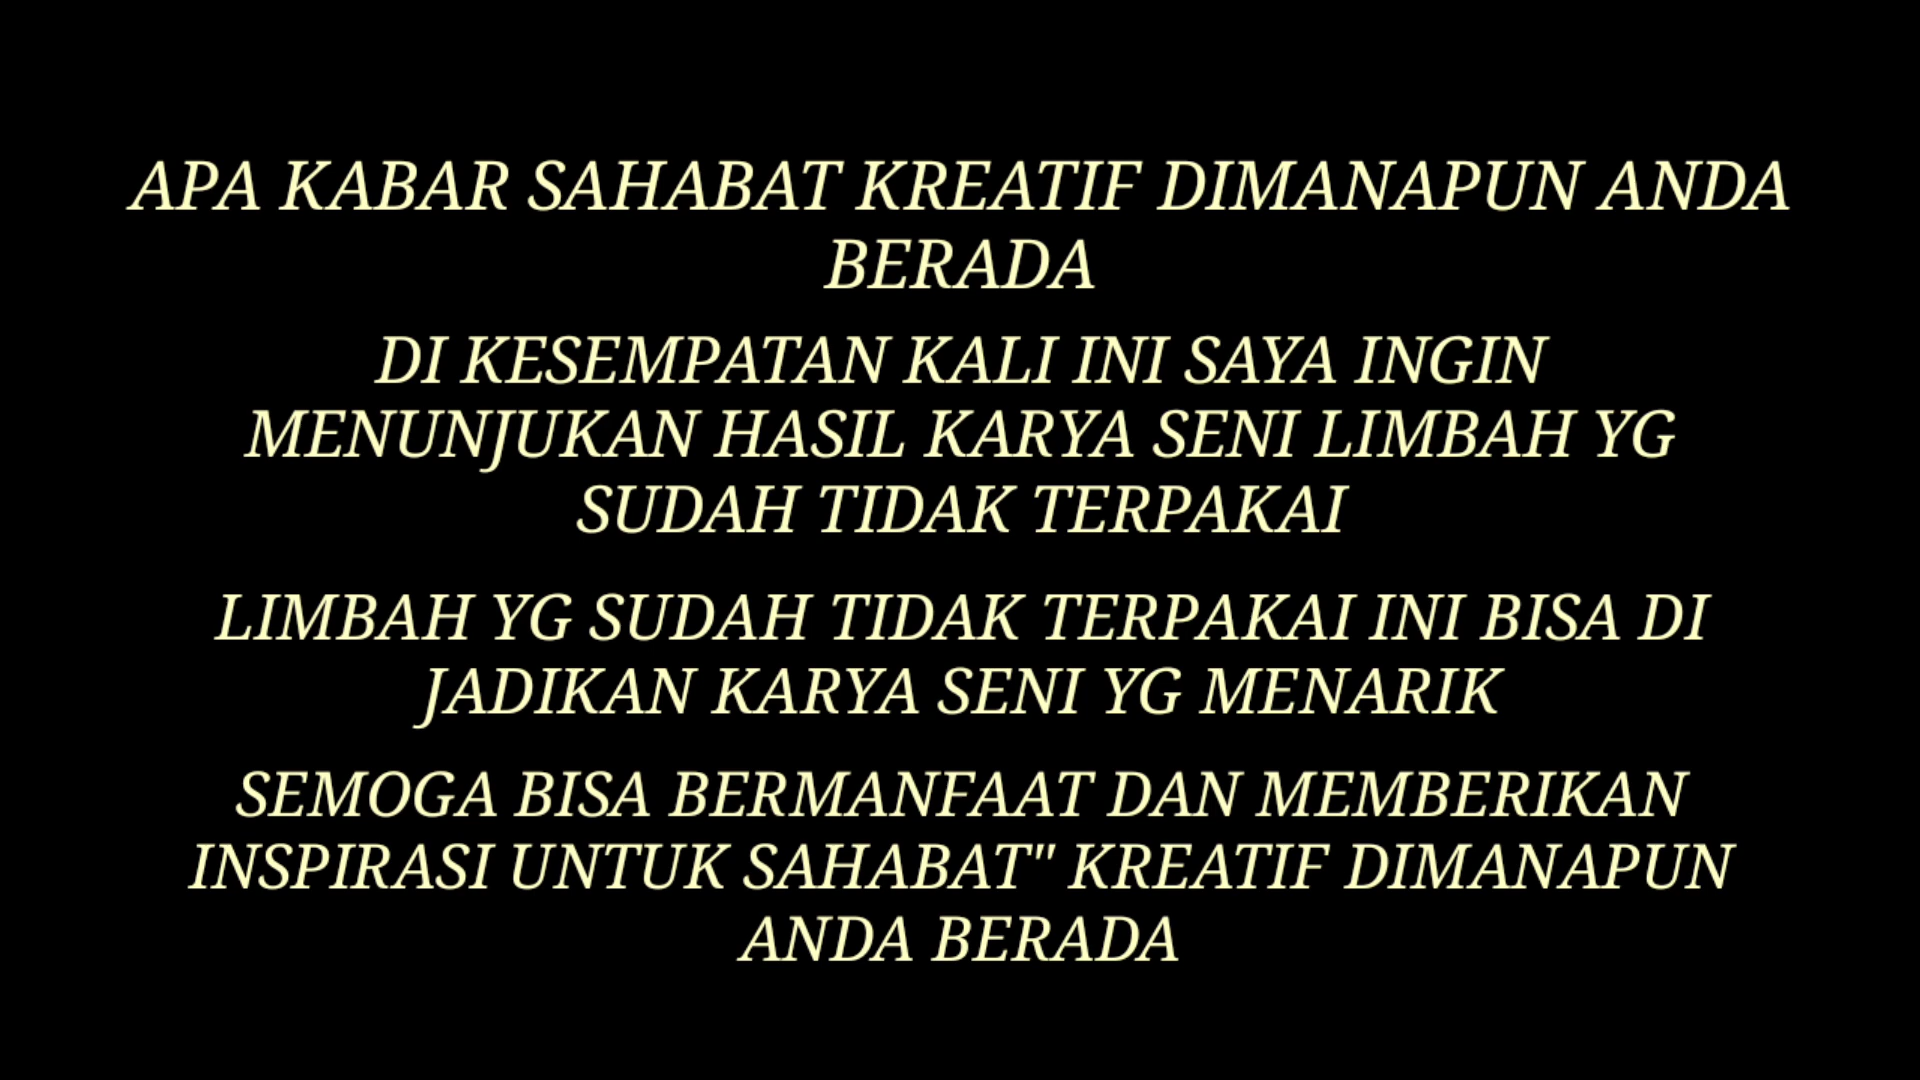 APA KABAR SAHABAT KREATIF DIMANAPUN ANDA
BERADA
DI KESEMPATAN KALI INI SAYA INGIN
MENUNJUKAN HASIL KARYA SENI LIMBAH YG
SUDAH TIDAK TERPAKAI
LIMBAH YG SUDAH TIDAK TERPAKAI INI BISA DI
JADIKAN KARYA SENI YG MENARIK
SEMOGA BISA BERMANFAAT DAN MEMBERIKAN
INSPIRASI UNTUK SAHABAT" KREATIF DIMANAPUN
ANDA BERADA